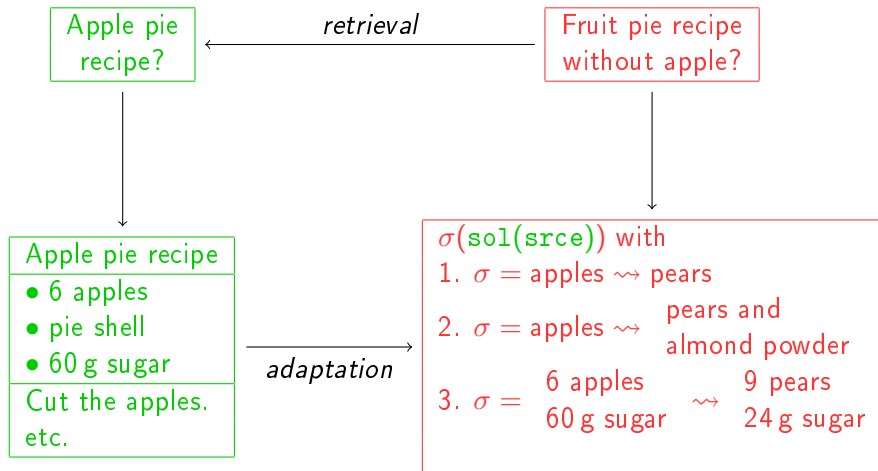 Apple pie
recipe?
retrieval
Fruit pie recipe
without apple?
Apple pie recipe
• 6 apples
• pie shell
• 60 g sugar
Cut the apples.
etc.
adaptation
σ(sol(srce)) with
1. σ = apples ⇝ pears
2. σ = apples ⇝ pears and
almond powder
3. σ = 6 apples ⇝ 9 pears
60 g sugar 24 g sugar